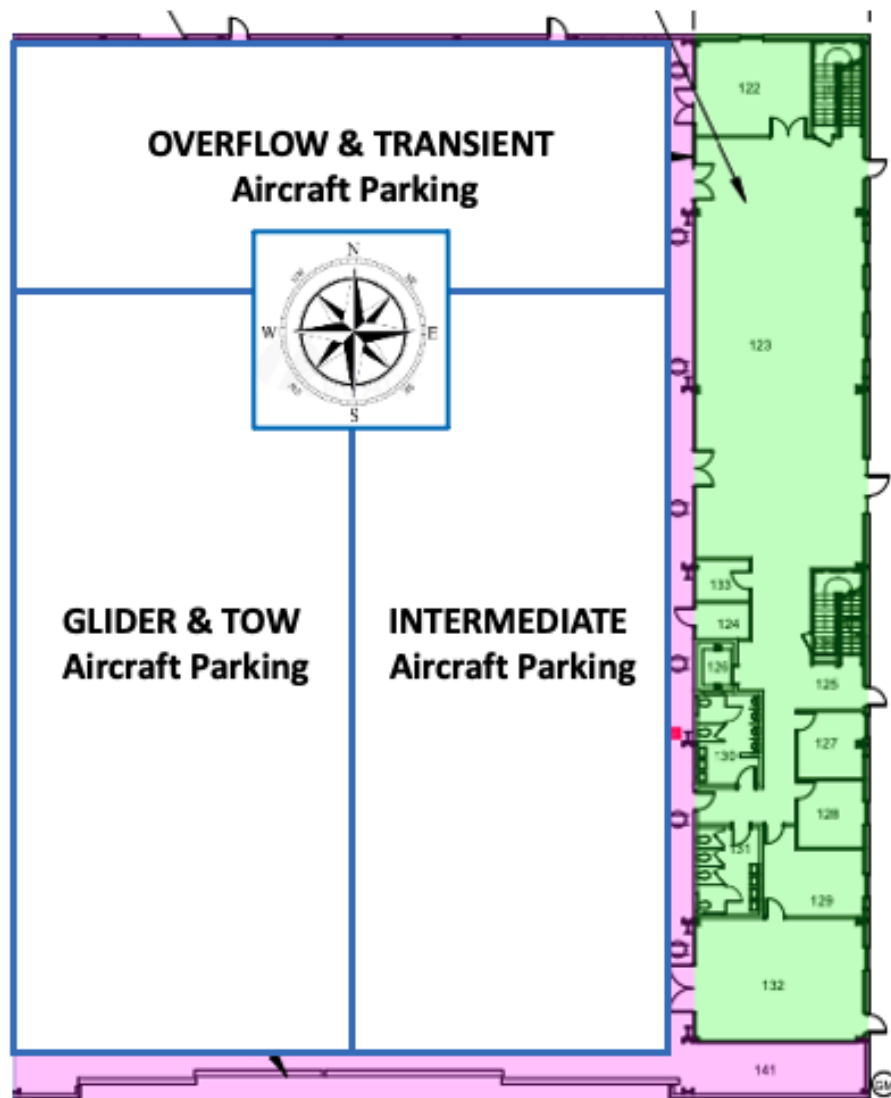 OVERFLOW & TRANSIENT
Aircraft Parking
N
W
E
S
GLIDER & TOW
Aircraft Parking
INTERMEDIATE
Aircraft Parking
122
123
133
124
126
125
127
130
128
131
129
132
141
GM